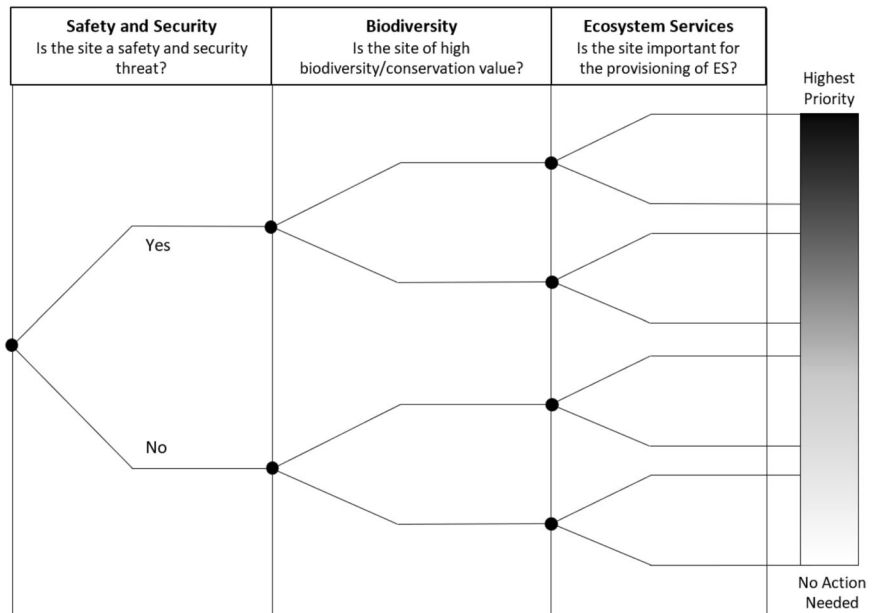 Safety and Security
Is the site a safety and security
threat?
Biodiversity
Is the site of high
biodiversity/conservation value?
Ecosystem Services
Is the site important for
the provisioning of ES?
Highest
Priority
Yes
No
No Action
Needed